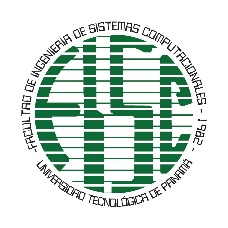 FACULTAD DE INGENIERÍA DE SISTEMAS COMPUTACIONALES - 1982 -
UNIVERSIDAD TECNOLÓGICA DE PANAMÁ -
FISC